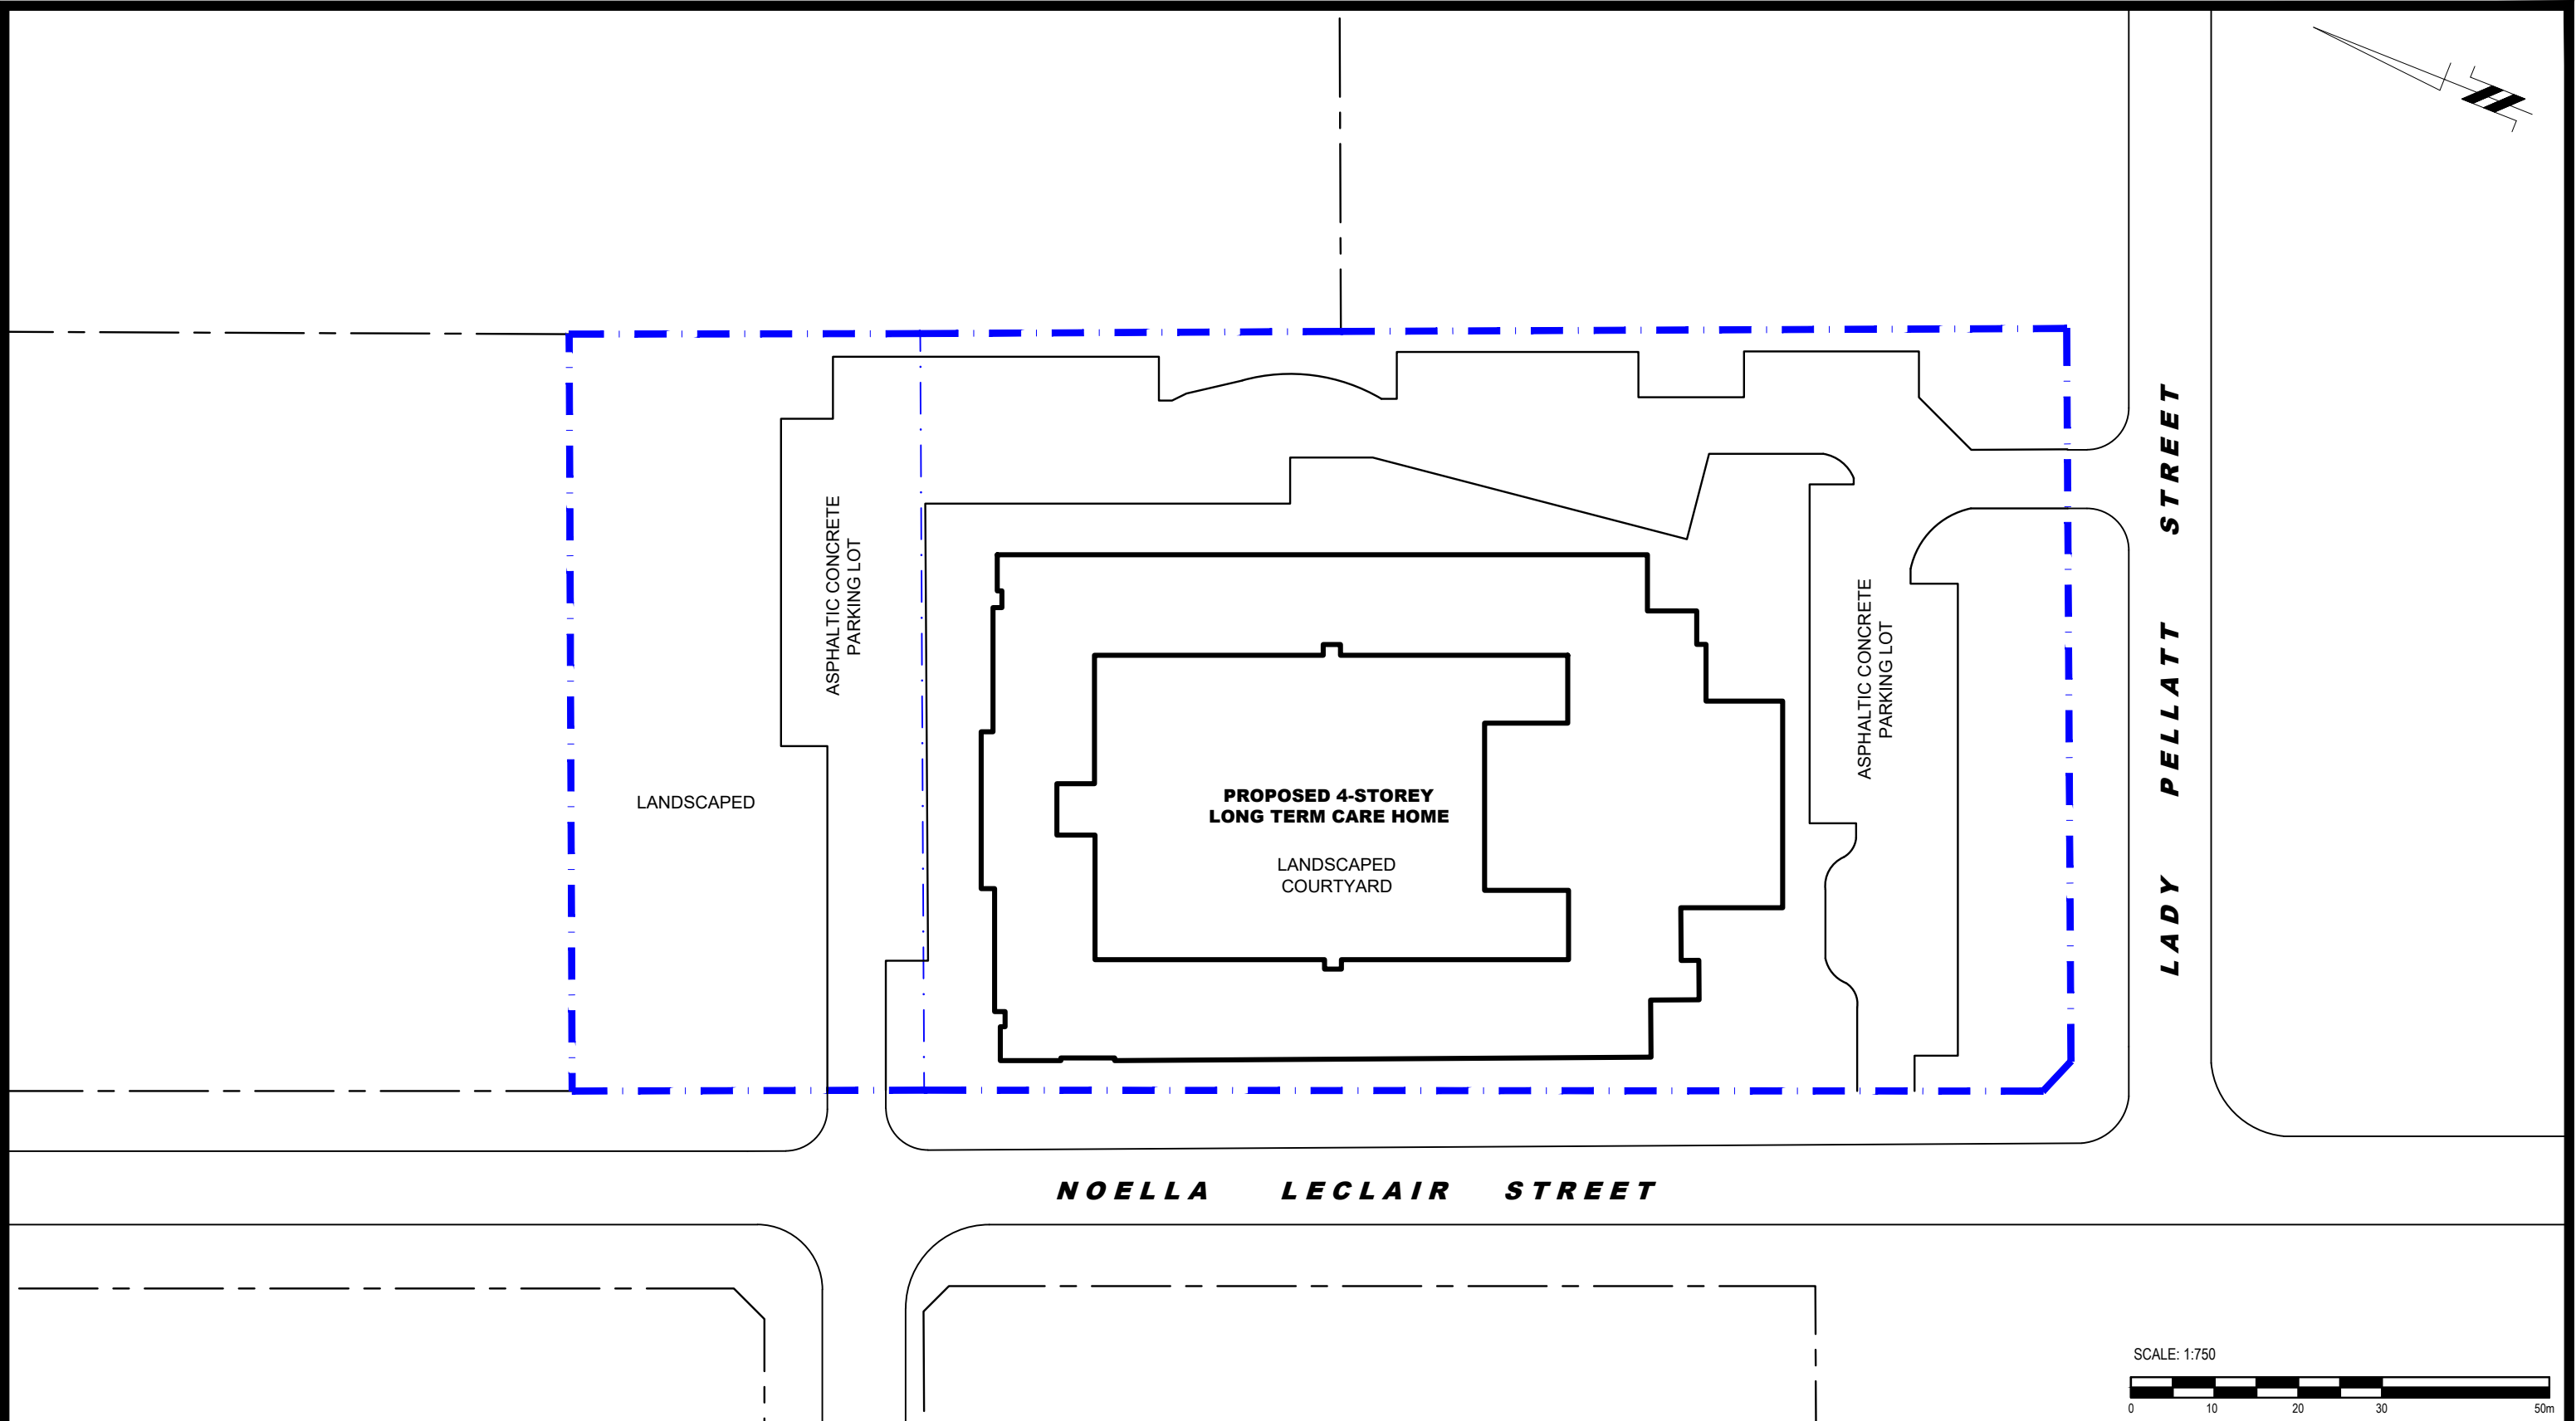 ASPHALTIC CONCRETE
PARKING LOT
ASPHALTIC CONCRETE
PARKING LOT
LANDSCAPED
PROPOSED 4-STOREY
LONG TERM CARE HOME
LANDSCAPED
COURTYARD
LADY PELLATT STREET
NOELLA LECLAIR STREET
SCALE: 1:750
0 10 20 30 50m